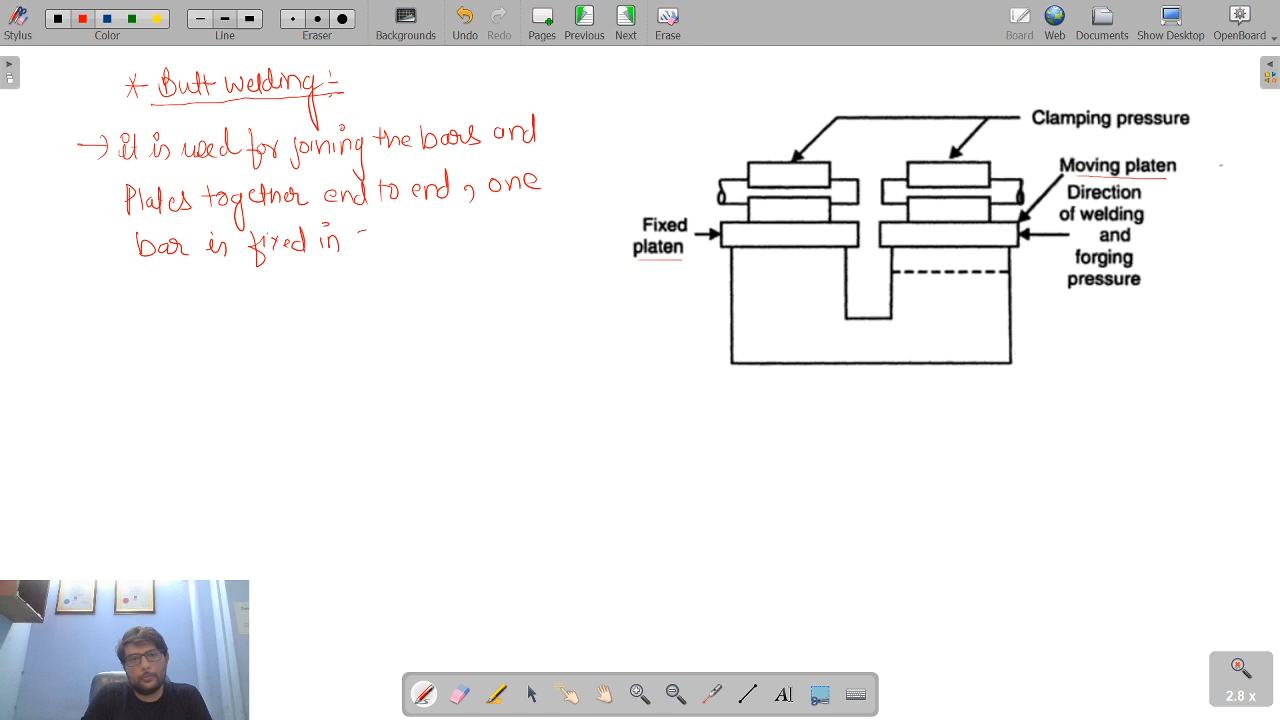 Stylus
Color
Line
Eraser
Backgrounds
Undo
Redo
Pages
Previous
Next
Erase
Board
Web
Documents
Show Desktop
OpenBoard
* Butt welding :-
→ it is used for joining the bars and
Plates together end to end , one
bar is fixed in
Clamping pressure
Moving platen
Direction
of welding
and
forging
pressure
Fixed
platen
2.8 x